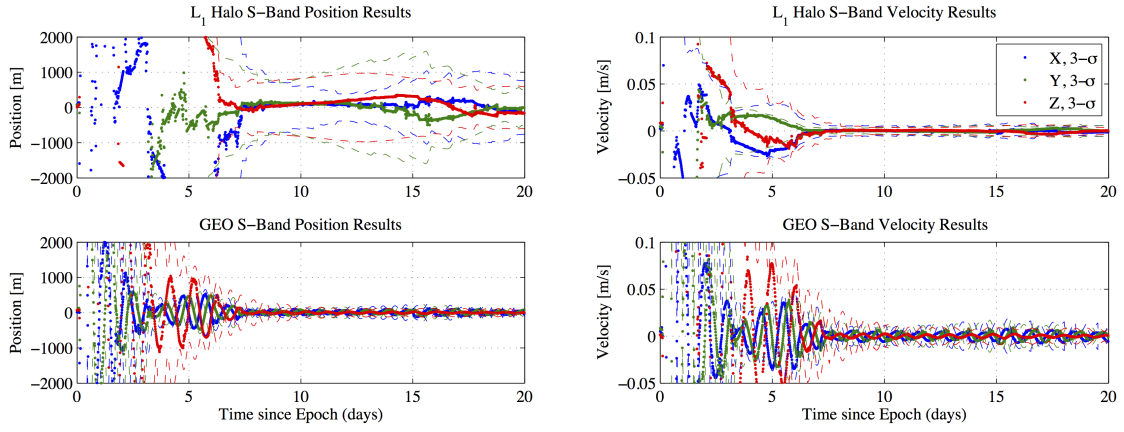 L1 Halo S−Band Position Results
2000
1000
0
−1000
−2000
Position [m]
0 5 10 15 20
L1 Halo S−Band Velocity Results
0.1
0.05
0
−0.05
Velocity [m/s]
0 5 10 15 20
X, 3−σ
Y, 3−σ
Z, 3−σ
GEO S−Band Position Results
2000
1000
0
−1000
−2000
Position [m]
0 5 10 15 20
Time since Epoch (days)
GEO S−Band Velocity Results
0.1
0.05
0
−0.05
Velocity [m/s]
0 5 10 15 20
Time since Epoch (days)